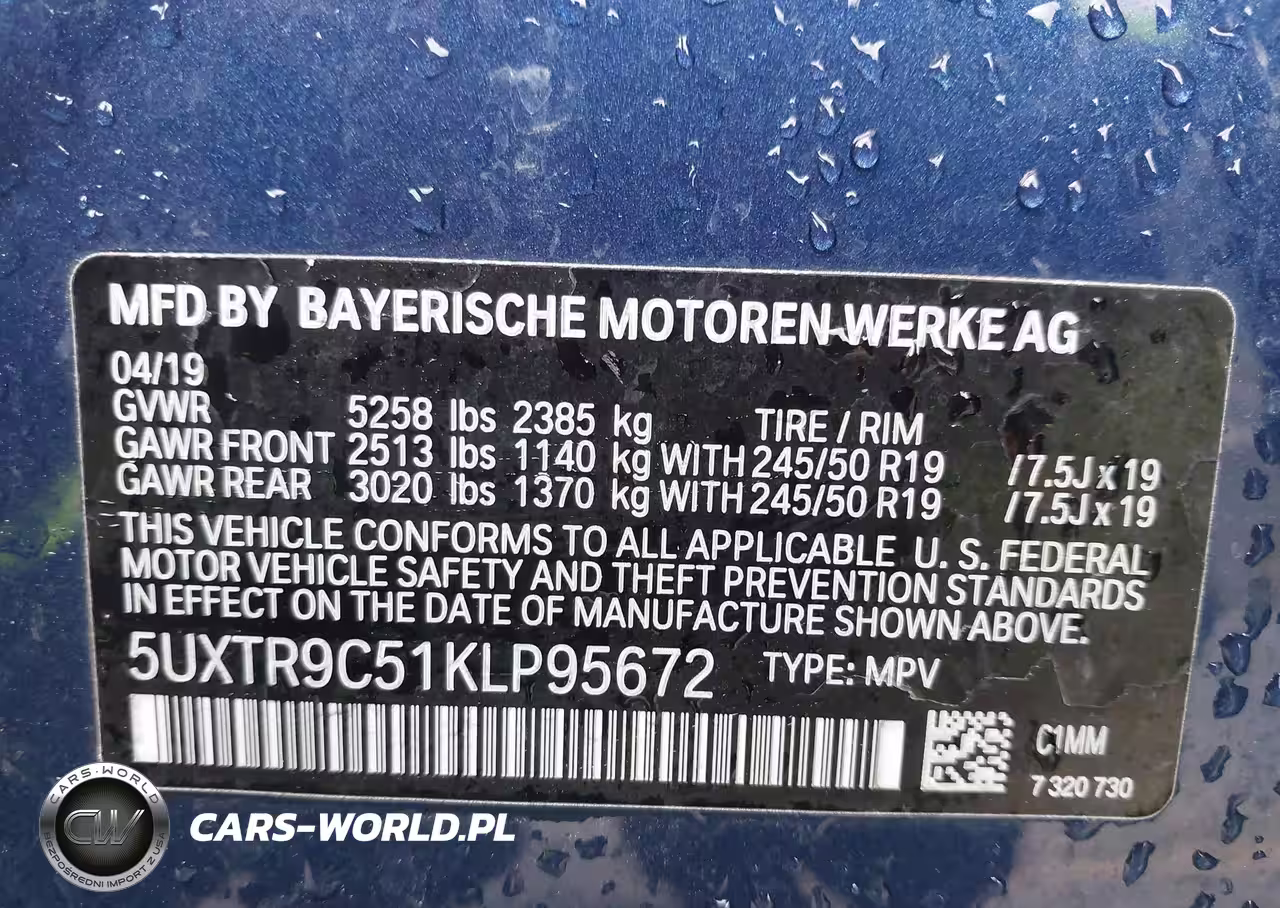 MFD BY BAYERISCHE MOTOREN WERKE AG
04/19
GVWR 5258 lbs 2385 kg TIRE / RIM
GAWR FRONT 2513 lbs 1140 kg WITH 245/50 R19 /7.5J x 19
GAWR REAR 3020 lbs 1370 kg WITH 245/50 R19 /7.5J x 19
THIS VEHICLE CONFORMS TO ALL APPLICABLE U. S. FEDERAL
MOTOR VEHICLE SAFETY AND THEFT PREVENTION STANDARDS
IN EFFECT ON THE DATE OF MANUFACTURE SHOWN ABOVE.
5UXTR9C51KLP95672 TYPE: MPV
C1MM
7 320 730
CARS-WORLD
CW
BEZPOŚREDNI IMPORT Z USA
CARS-WORLD.PL